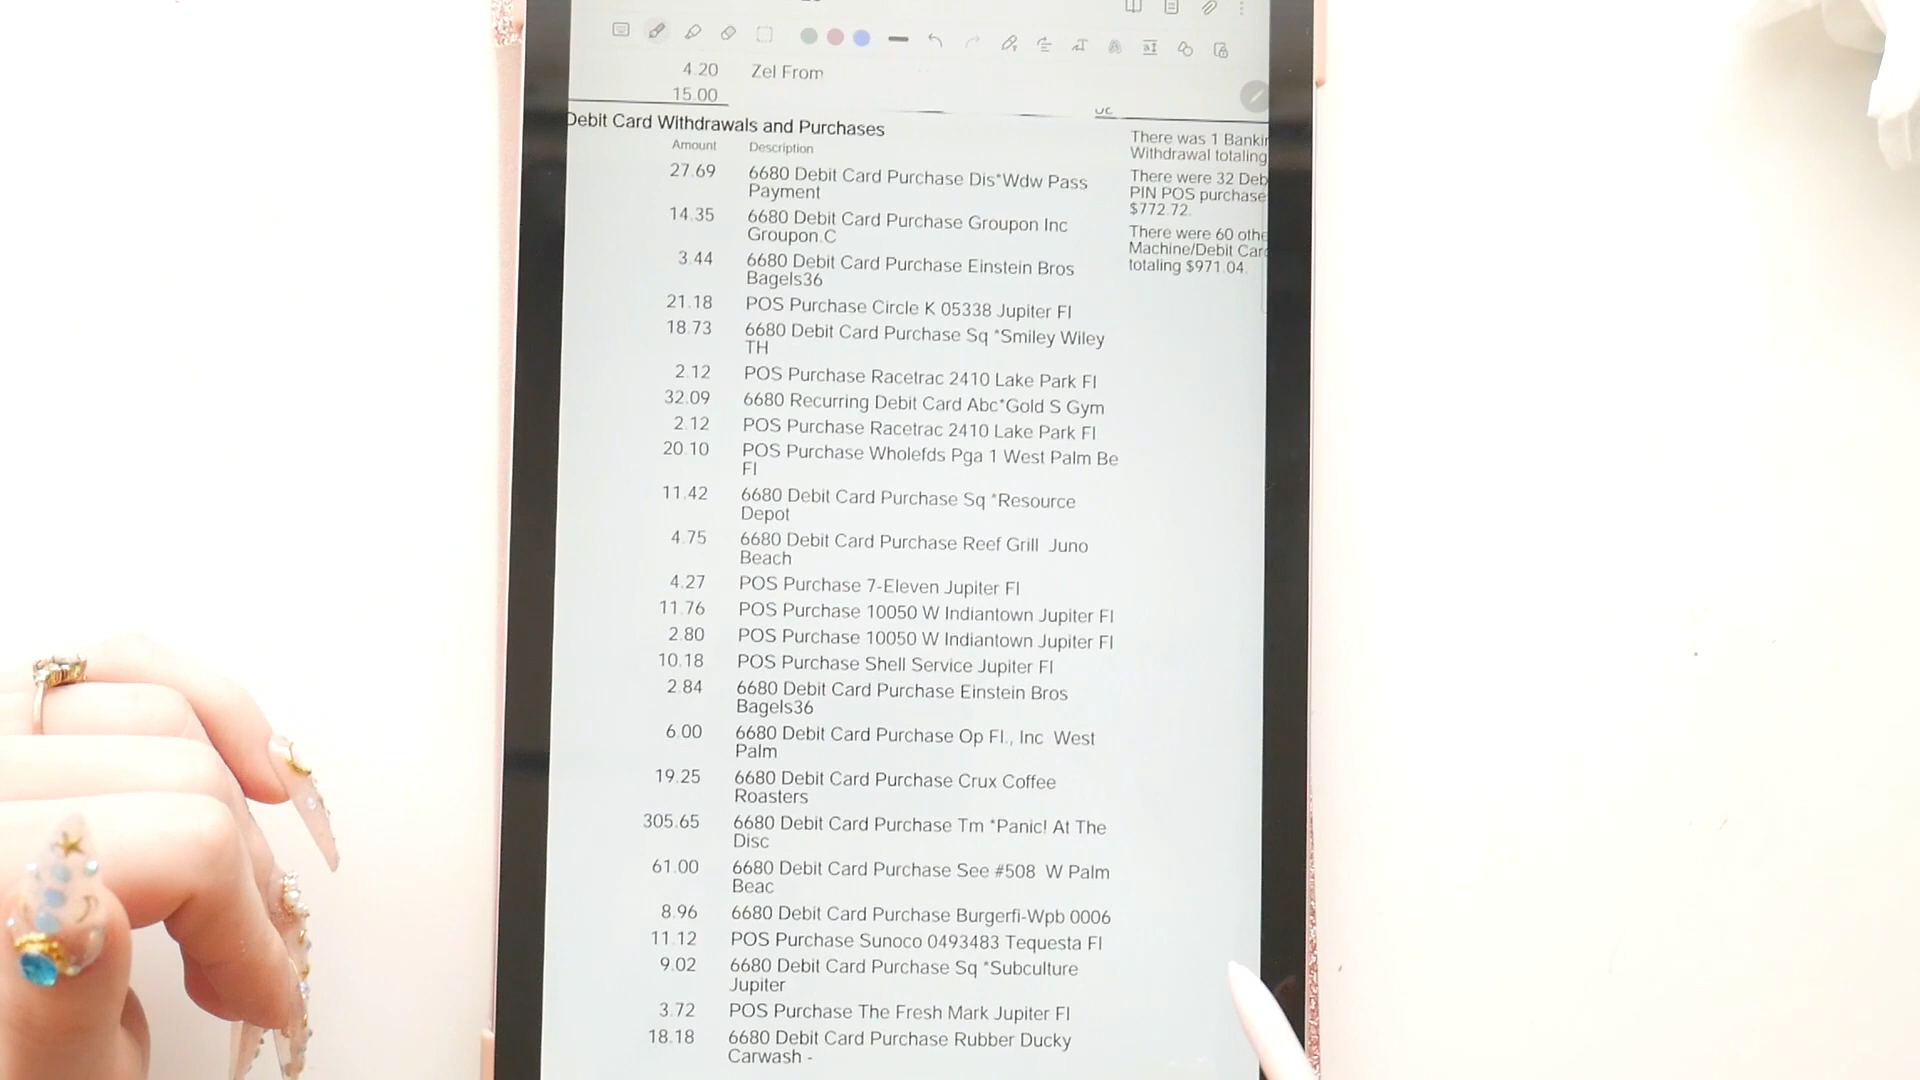 4.20 Zel From
15.00
UC
Debit Card Withdrawals and Purchases
Amount Description
27.69 6680 Debit Card Purchase Dis*Wdw Pass
Payment
14.35 6680 Debit Card Purchase Groupon Inc
Groupon.C
3.44 6680 Debit Card Purchase Einstein Bros
Bagels36
21.18 POS Purchase Circle K 05338 Jupiter Fl
18.73 6680 Debit Card Purchase Sq *Smiley Wiley
TH
2.12 POS Purchase Racetrac 2410 Lake Park Fl
32.09 6680 Recurring Debit Card Abc*Gold S Gym
2.12 POS Purchase Racetrac 2410 Lake Park Fl
20.10 POS Purchase Wholefds Pga 1 West Palm Be
Fl
11.42 6680 Debit Card Purchase Sq *Resource
Depot
4.75 6680 Debit Card Purchase Reef Grill Juno
Beach
4.27 POS Purchase 7-Eleven Jupiter Fl
11.76 POS Purchase 10050 W Indiantown Jupiter Fl
2.80 POS Purchase 10050 W Indiantown Jupiter Fl
10.18 POS Purchase Shell Service Jupiter Fl
2.84 6680 Debit Card Purchase Einstein Bros
Bagels36
6.00 6680 Debit Card Purchase Op Fl., Inc West
Palm
19.25 6680 Debit Card Purchase Crux Coffee
Roasters
305.65 6680 Debit Card Purchase Tm *Panic! At The
Disc
61.00 6680 Debit Card Purchase See #508 W Palm
Beac
8.96 6680 Debit Card Purchase Burgerfi-Wpb 0006
11.12 POS Purchase Sunoco 0493483 Tequesta Fl
9.02 6680 Debit Card Purchase Sq *Subculture
Jupiter
3.72 POS Purchase The Fresh Mark Jupiter Fl
18.18 6680 Debit Card Purchase Rubber Ducky
Carwash -
There was 1 Bankin
Withdrawal totaling
There were 32 Deb
PIN POS purchase
$772.72.
There were 60 othe
Machine/Debit Card
totaling $971.04.